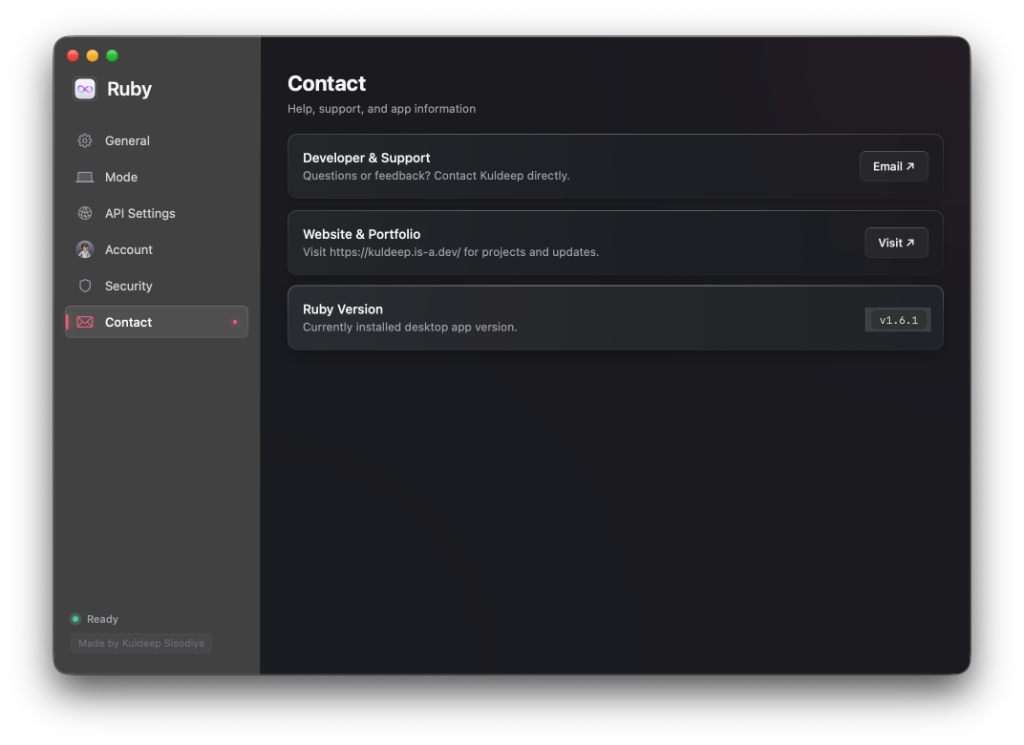 Ruby
General
Mode
API Settings
Account
Security
Contact
Ready
Made by Kuldeep Sisodiya
Contact
Help, support, and app information
Developer & Support
Questions or feedback? Contact Kuldeep directly.
Email ↗
Website & Portfolio
Visit https://kuldeep.is-a.dev/ for projects and updates.
Visit ↗
Ruby Version
Currently installed desktop app version.
v1.6.1